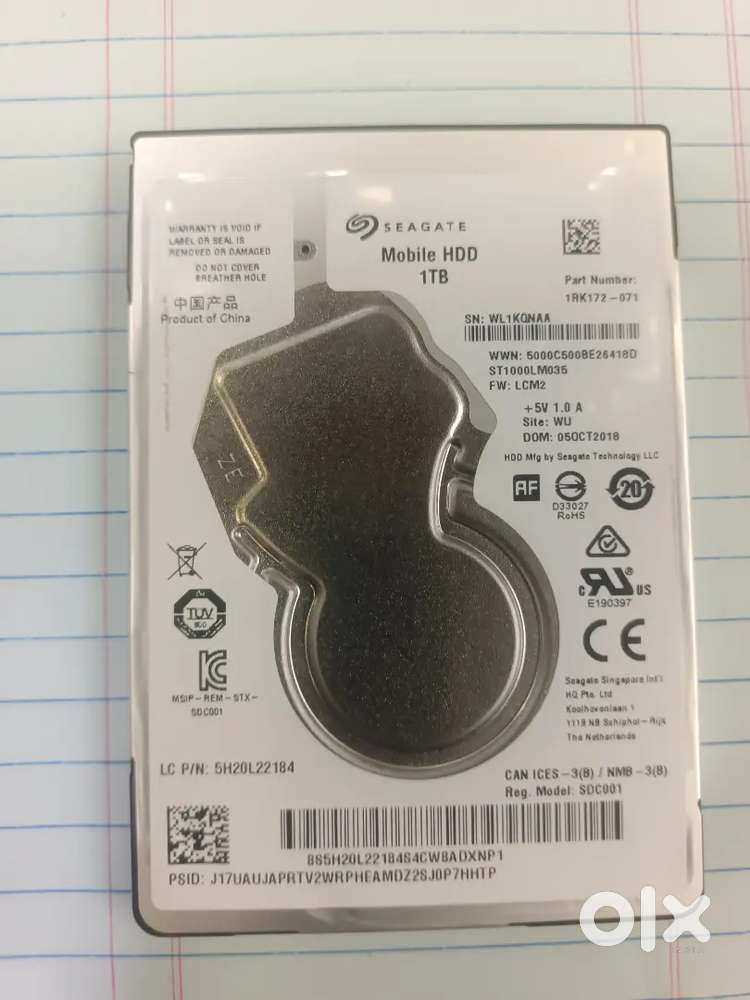 WARRANTY IS VOID IF
LABEL OR SEAL IS
REMOVED OR DAMAGED
DO NOT COVER
BREATHER HOLE
中国产品
Product of China
SEAGATE
Mobile HDD
1TB
Part Number:
1RK172-071
SN: WL1KQNAA
WWN: 5000C500BE26418D
ST1000LM035
FW: LCM2
+5V 1.0 A
Site: WU
DOM: 05OCT2018
HDD Mfg by Seagate Technology LLC
AF
20
D33027
RoHS
ZE
c RU US
E190397
TUV
CE
MSIP-REM-STX-
SDC001
Seagate Singapore Int'l
HQ Pte. Ltd
Koolhovenlaan 1
1119 NB Schiphol-Rijk
The Netherlands
LC P/N: 5H20L22184
CAN ICES-3(B) / NMB-3(B)
Reg. Model: SDC001
8S5H20L22184S4CW8ADXNP1
PSID: J17UAUJAPRTV2WRPHEAMDZ2SJ0P7HHTP
olx